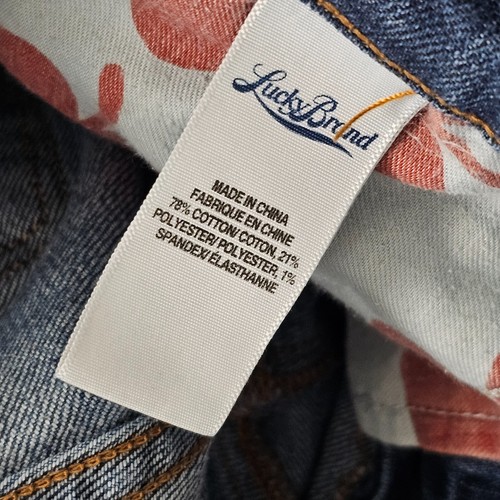 Lucky Brand
MADE IN CHINA
FABRIQUE EN CHINE
78% COTTON/COTON, 21%
POLYESTER/POLYESTER, 1%
SPANDEX/ÉLASTHANNE